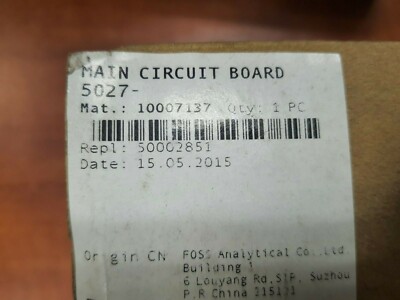 MAIN CIRCUIT BOARD
5027-
Mat.: 10007137 Qty: 1 PC
Repl: 50002851
Date: 15.05.2015
Origin CN FOSS Analytical Co.,Ltd
Building 1
6 Louyang Rd,SIP, Suzhou
P.R China 215121